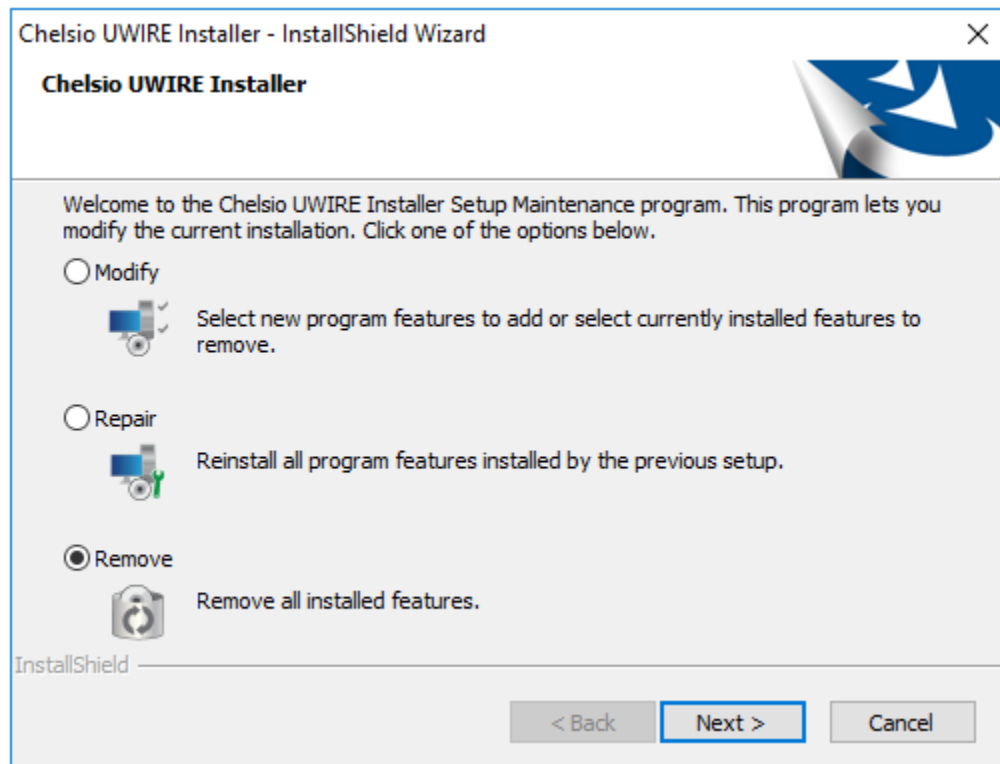 Chelsio UWIRE Installer - InstallShield Wizard
Chelsio UWIRE Installer
Welcome to the Chelsio UWIRE Installer Setup Maintenance program. This program lets you
modify the current installation. Click one of the options below.
Modify
Select new program features to add or select currently installed features to
remove.
Repair
Reinstall all program features installed by the previous setup.
Remove
Remove all installed features.
InstallShield
< Back
Next >
Cancel